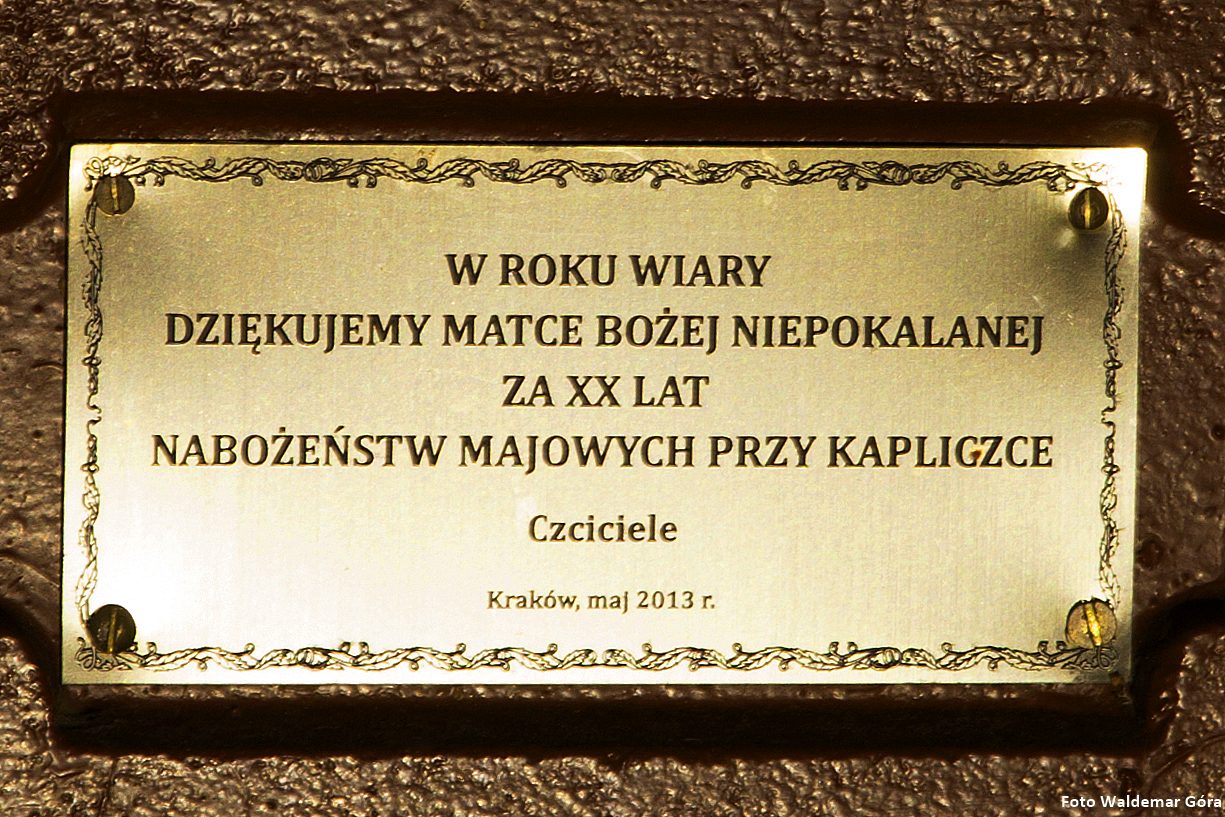 W ROKU WIARY
DZIĘKUJEMY MATCE BOŻEJ NIEPOKALANEJ
ZA XX LAT
NABOŻEŃSTW MAJOWYCH PRZY KAPLICZCE
Czciciele
Kraków, maj 2013 r.
Foto Waldemar Góra